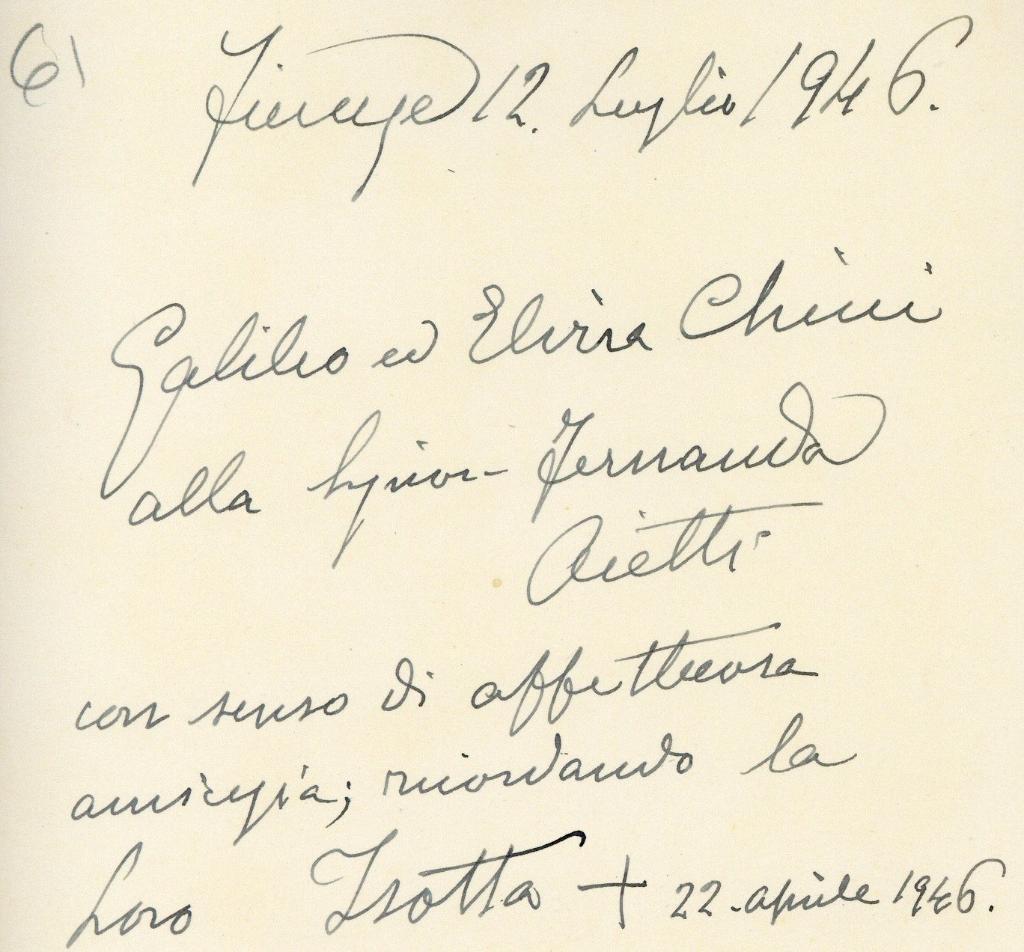 61
Firenze 12. Luglio 1946.
Galileo ed Elvira Chini
alla Signora Fernanda
Ojetti
con senso di affettuosa
amicizia; ricordando la
Loro Isotta + 22. aprile 1946.